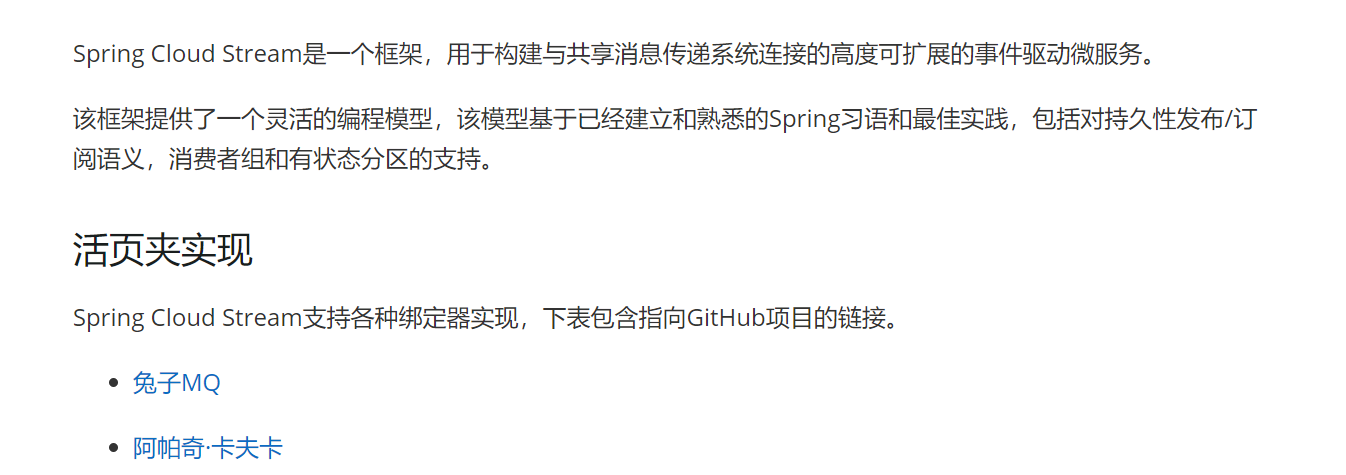 Spring Cloud Stream是一个框架，用于构建与共享消息传递系统连接的高度可扩展的事件驱动微服务。
该框架提供了一个灵活的编程模型，该模型基于已经建立和熟悉的Spring习语和最佳实践，包括对持久性发布/订
阅语义，消费者组和有状态分区的支持。
活页夹实现
Spring Cloud Stream支持各种绑定器实现，下表包含指向GitHub项目的链接。
兔子MQ
阿帕奇·卡夫卡